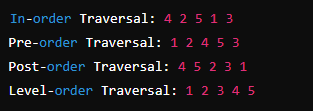 In-order Traversal: 4 2 5 1 3
Pre-order Traversal: 1 2 4 5 3
Post-order Traversal: 4 5 2 3 1
Level-order Traversal: 1 2 3 4 5